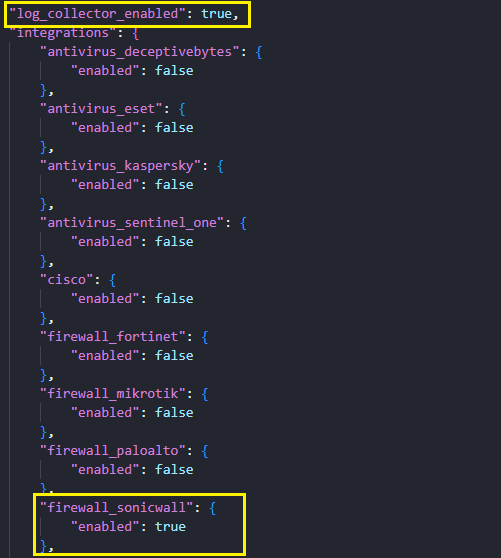 "log_collector_enabled": true,
"integrations": {
"antivirus_deceptivebytes": {
"enabled": false
},
"antivirus_eset": {
"enabled": false
},
"antivirus_kaspersky": {
"enabled": false
},
"antivirus_sentinel_one": {
"enabled": false
},
"cisco": {
"enabled": false
},
"firewall_fortinet": {
"enabled": false
},
"firewall_mikrotik": {
"enabled": false
},
"firewall_paloalto": {
"enabled": false
},
"firewall_sonicwall": {
"enabled": true
},